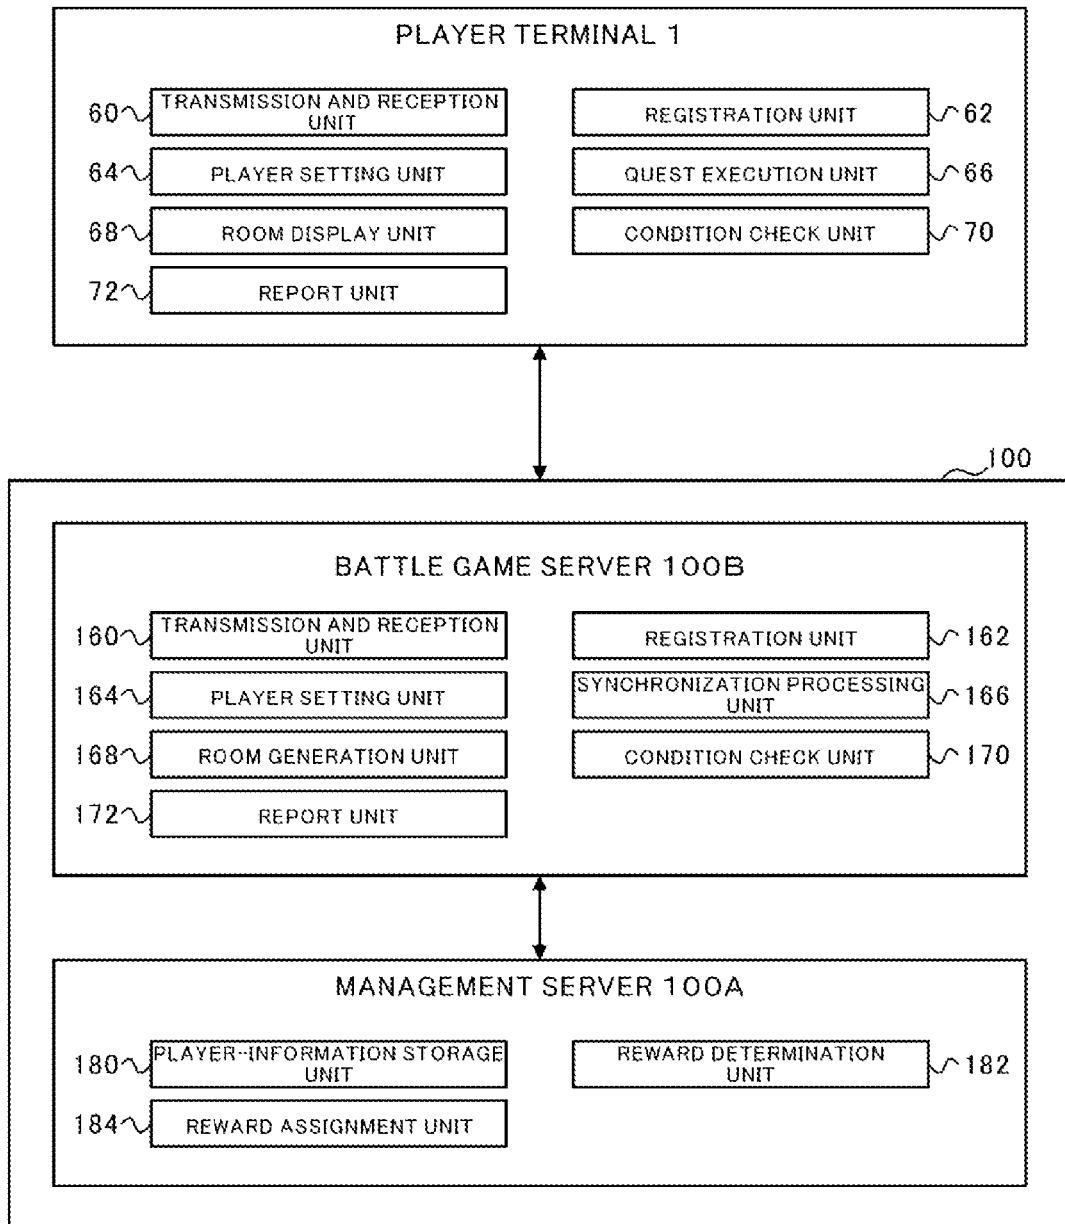 PLAYER TERMINAL 1
60
TRANSMISSION AND RECEPTION
UNIT
REGISTRATION UNIT
62
64
PLAYER SETTING UNIT
QUEST EXECUTION UNIT
66
68
ROOM DISPLAY UNIT
CONDITION CHECK UNIT
70
72
REPORT UNIT
100
BATTLE GAME SERVER 100B
160
TRANSMISSION AND RECEPTION
UNIT
REGISTRATION UNIT
162
164
PLAYER SETTING UNIT
SYNCHRONIZATION PROCESSING
UNIT
166
168
ROOM GENERATION UNIT
CONDITION CHECK UNIT
170
172
REPORT UNIT
MANAGEMENT SERVER 100A
180
PLAYER-INFORMATION STORAGE
UNIT
REWARD DETERMINATION
UNIT
182
184
REWARD ASSIGNMENT UNIT